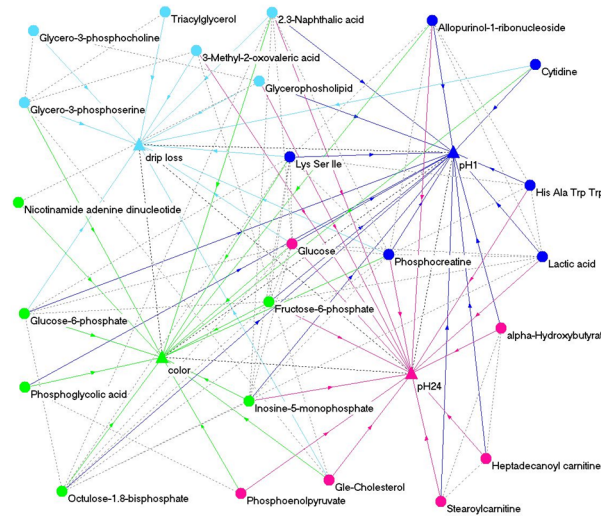 Triacylglycerol
2.3-Naphthalic acid
Allopurinol-1-ribonucleoside
Glycero-3-phosphocholine
3-Methyl-2-oxovaleric acid
Cytidine
Glycerophospholipid
Glycero-3-phosphoserine
drip loss
Lys Ser Ile
pH1
His Ala Trp Trp
Nicotinamide adenine dinucleotide
Glucose
Phosphocreatine
Lactic acid
Fructose-6-phosphate
Glucose-6-phosphate
alpha-Hydroxybutyrat
color
pH24
Phosphoglycolic acid
Inosine-5-monophosphate
Heptadecanoyl carnitine
Gle-Cholesterol
Octulose-1.8-bisphosphate
Phosphoenolpyruvate
Stearoylcarnitine